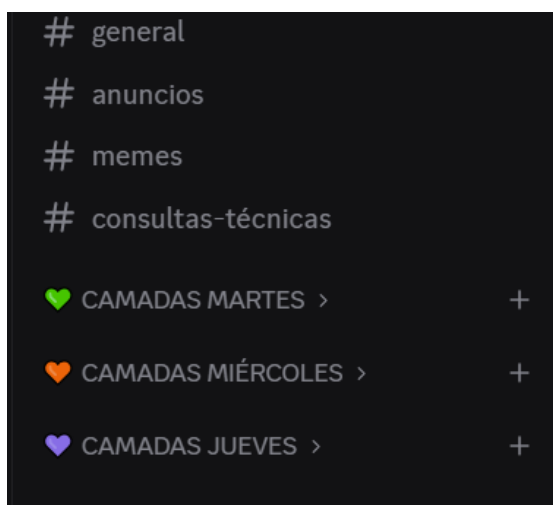 # general
# anuncios
# memes
# consultas-técnicas
💚 CAMADAS MARTES > +
🧡 CAMADAS MIÉRCOLES > +
💜 CAMADAS JUEVES > +